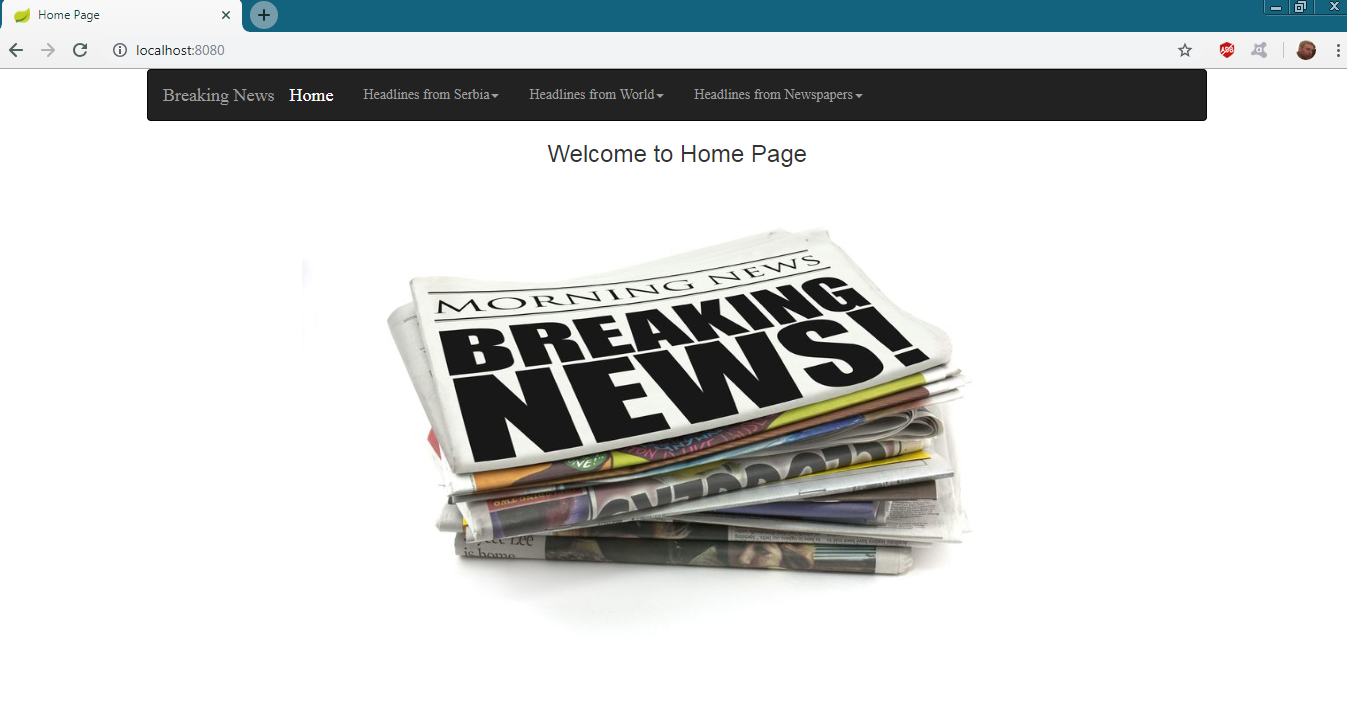 Home Page
localhost:8080
Breaking News Home Headlines from Serbia Headlines from World Headlines from Newspapers
Welcome to Home Page
MORNING NEWS
BREAKING
NEWS!
Lee
is home